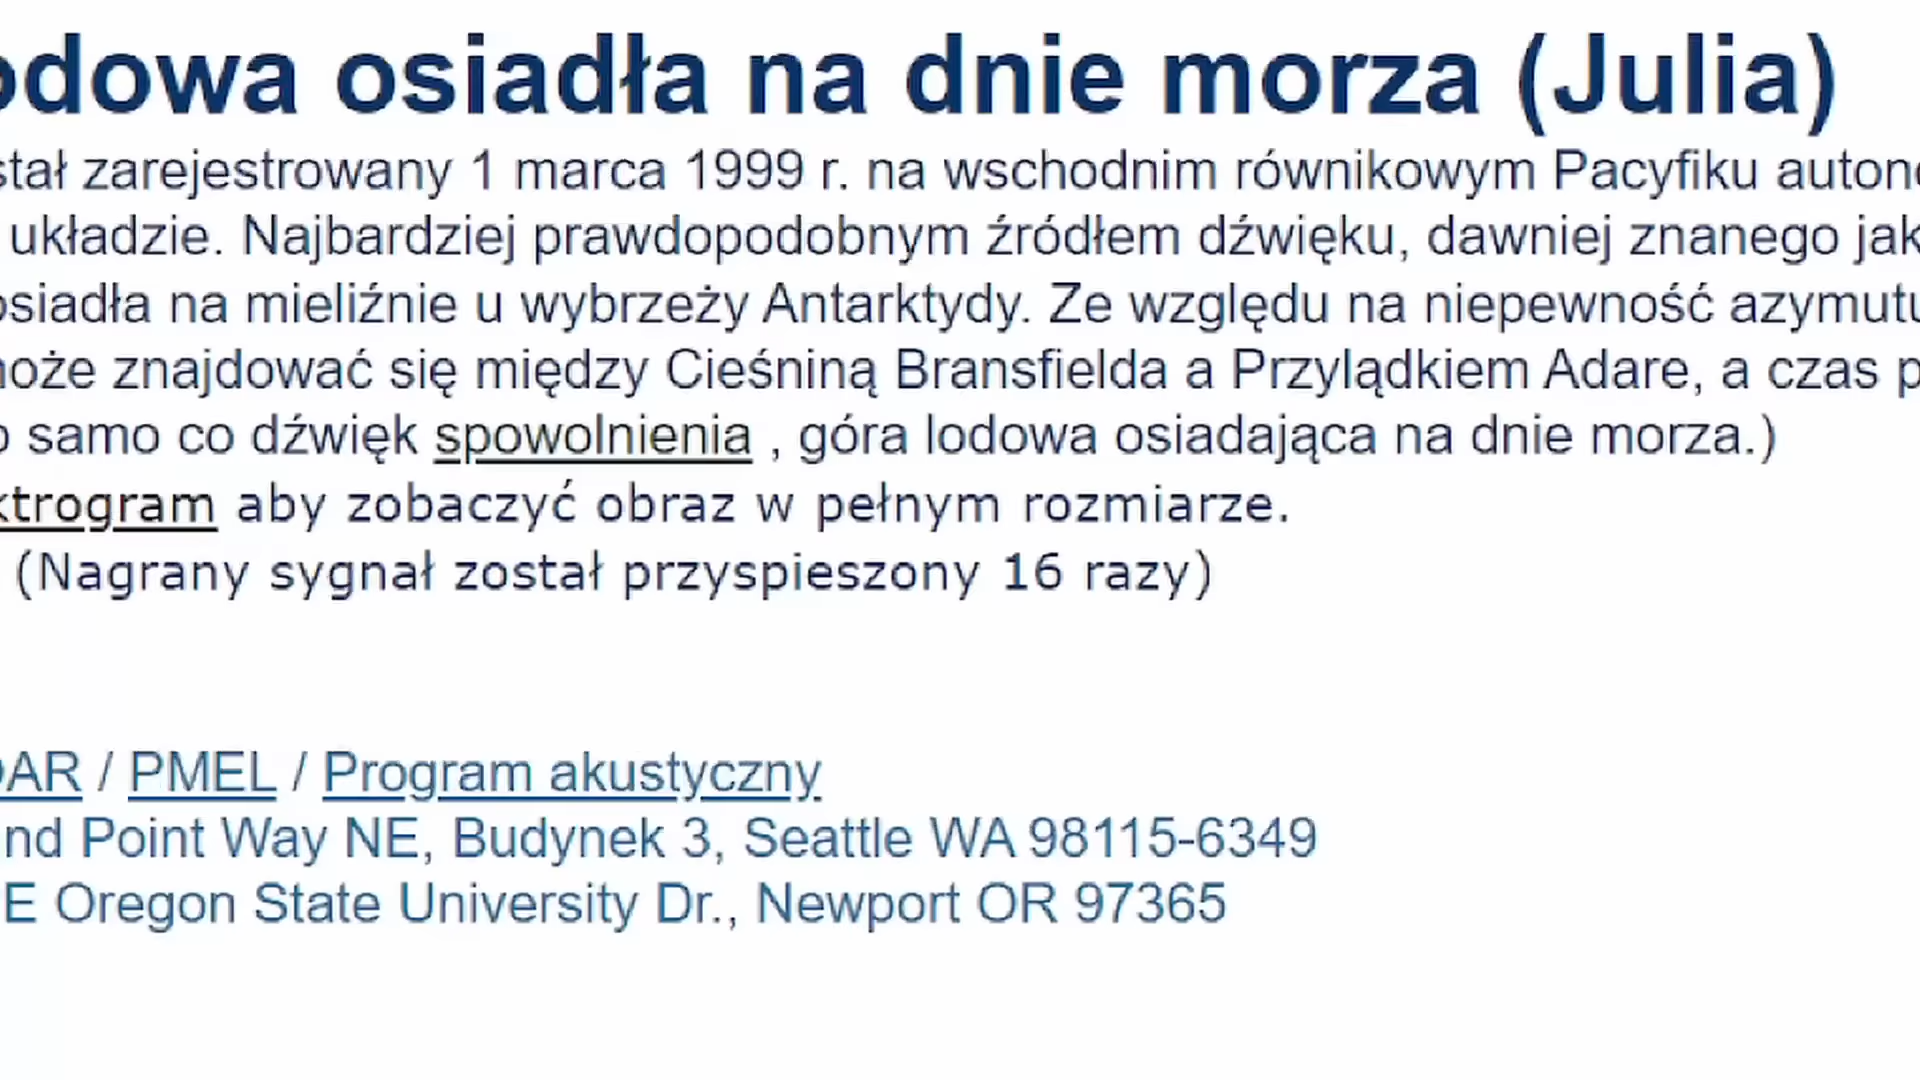 odowa osiadła na dnie morza (Julia)
stał zarejestrowany 1 marca 1999 r. na wschodnim równikowym Pacyfiku
układzie. Najbardziej prawdopodobnym źródłem dźwięku, dawniej znanego jak
osiadła na mieliźnie u wybrzeży Antarktydy. Ze względu na niepewność azymutu
może znajdować się między Cieśniną Bransfielda a Przylądkiem Adare, a czas
samo co dźwięk spowolnienia , góra lodowa osiadająca na dnie morza.)
ktrogram aby zobaczyć obraz w pełnym rozmiarze.
(Nagrany sygnał został przyspieszony 16 razy)
OAR / PMEL / Program akustyczny
nd Point Way NE, Budynek 3, Seattle WA 98115-6349
E Oregon State University Dr., Newport OR 97365